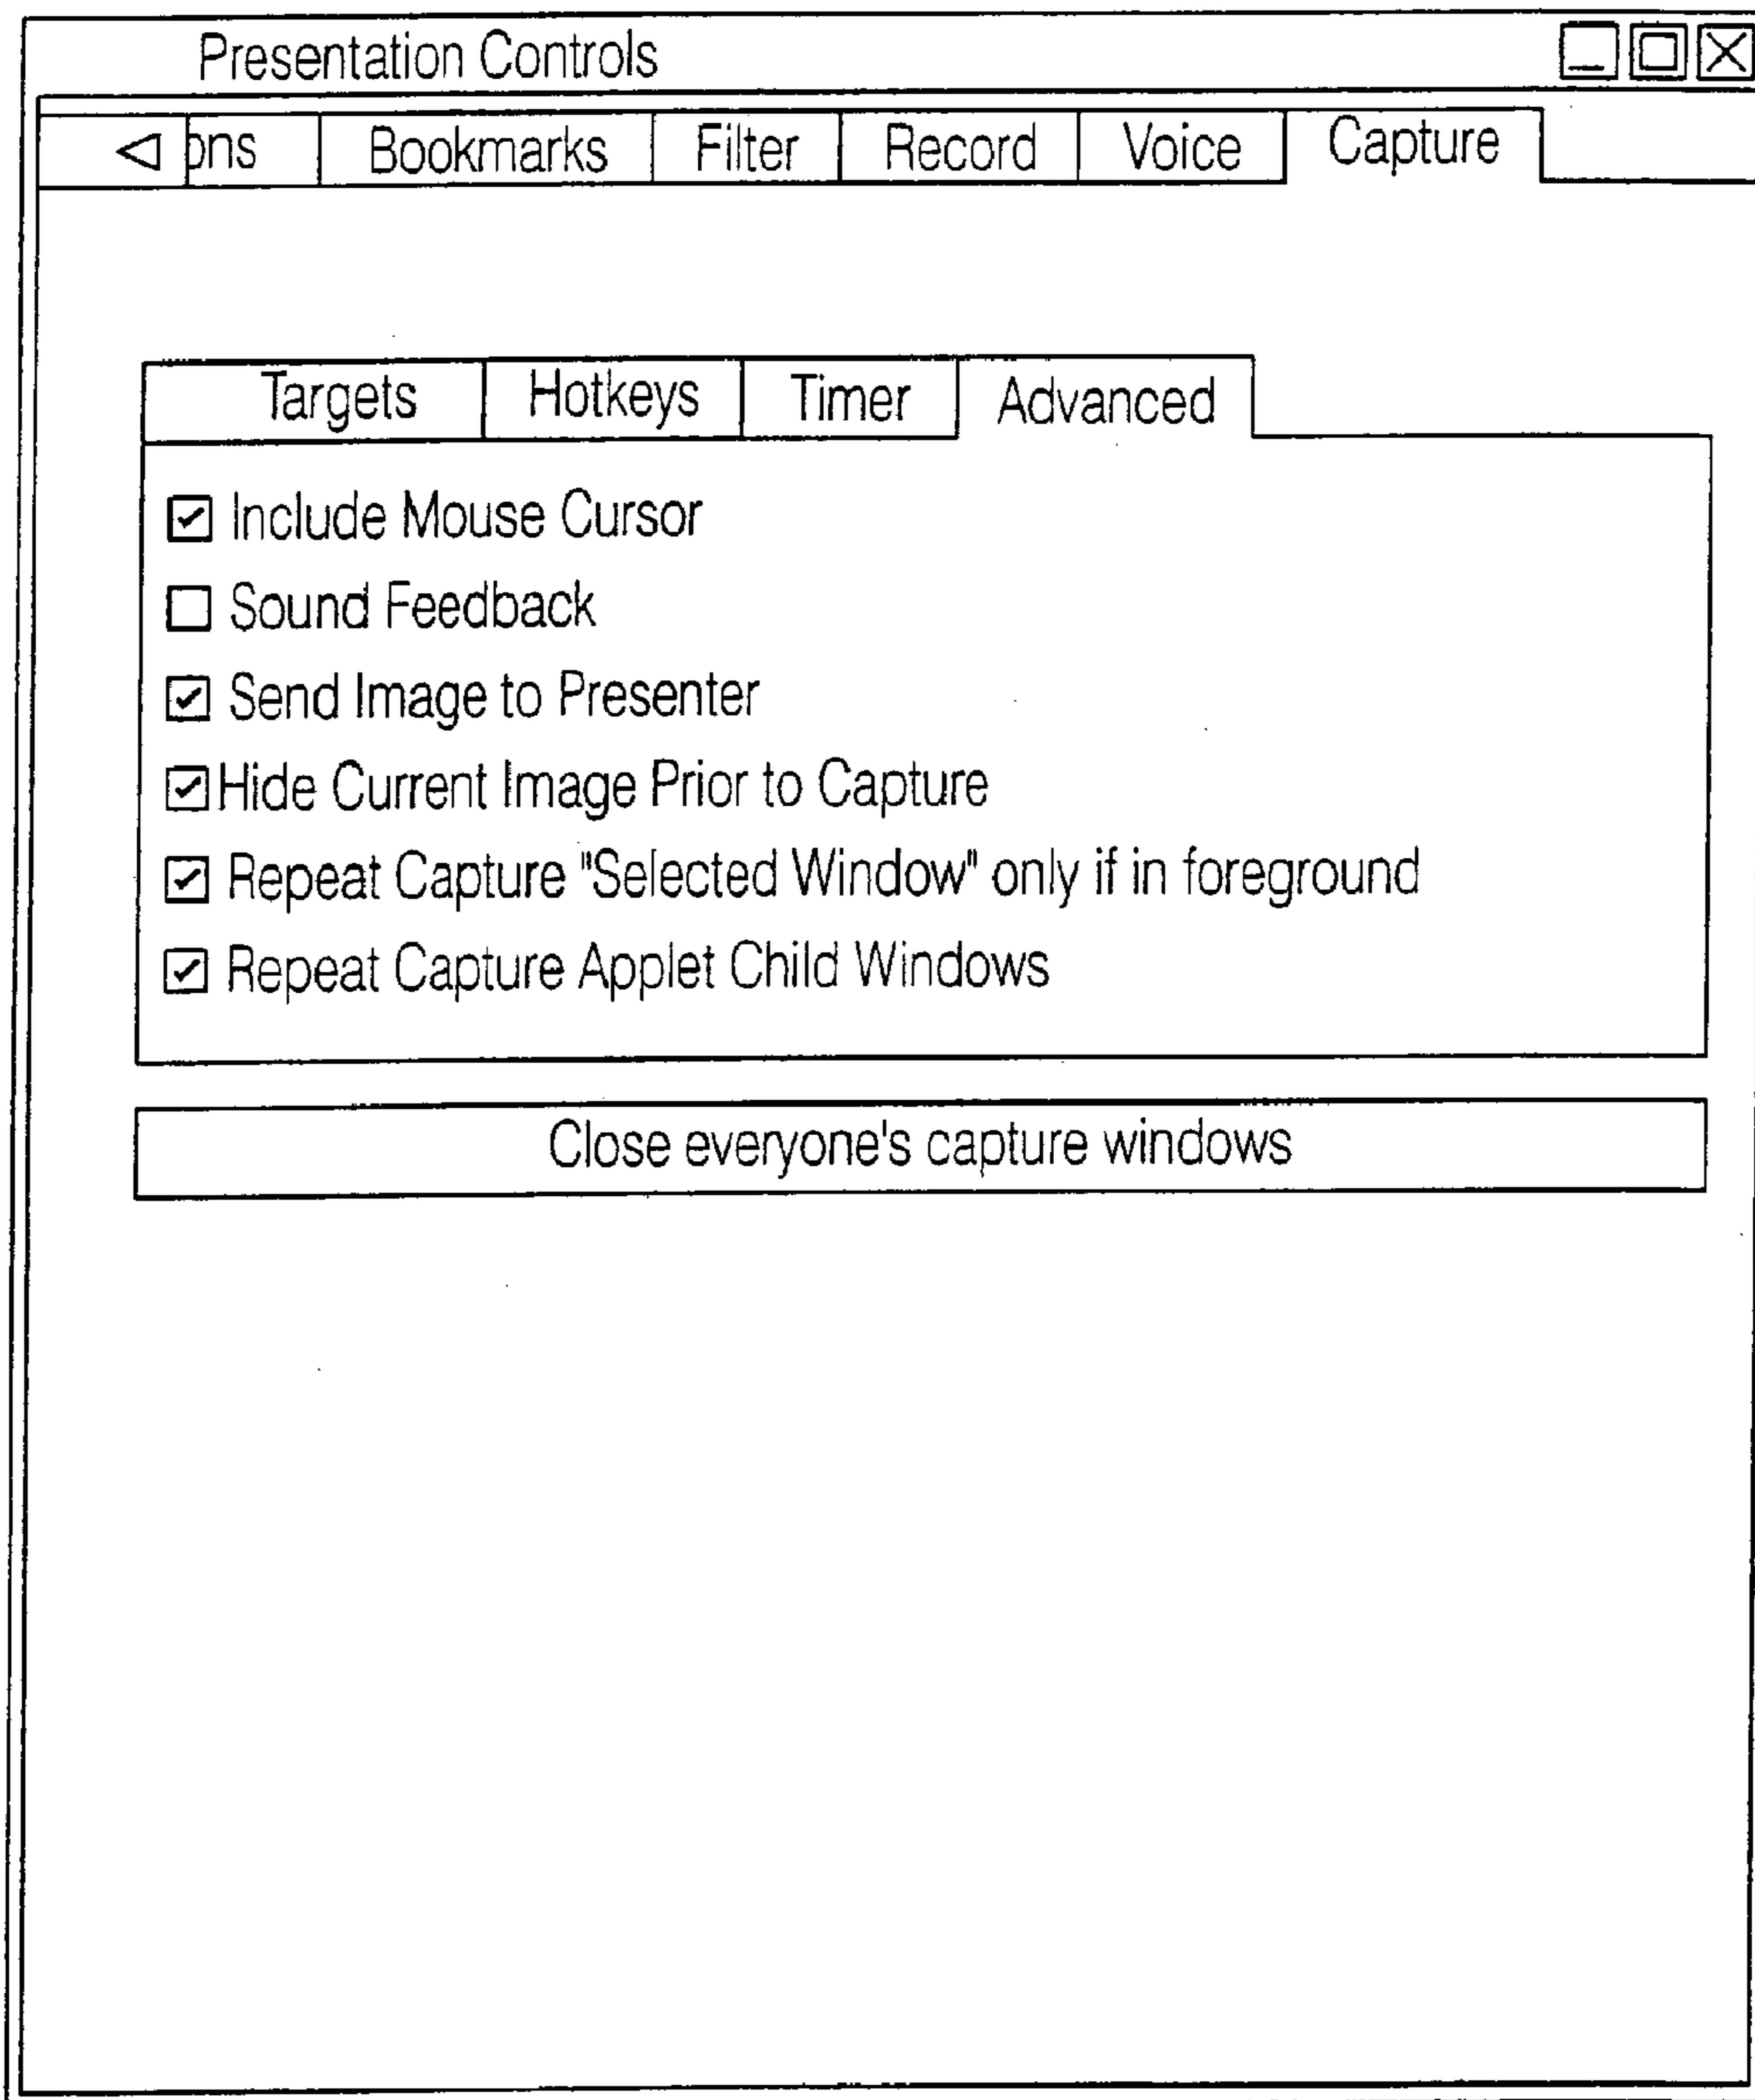 Presentation Controls
ons Bookmarks Filter Record Voice Capture
Targets Hotkeys Timer Advanced
Include Mouse Cursor
Sound Feedback
Send Image to Presenter
Hide Current Image Prior to Capture
Repeat Capture "Selected Window" only if in foreground
Repeat Capture Applet Child Windows
Close everyone's capture windows